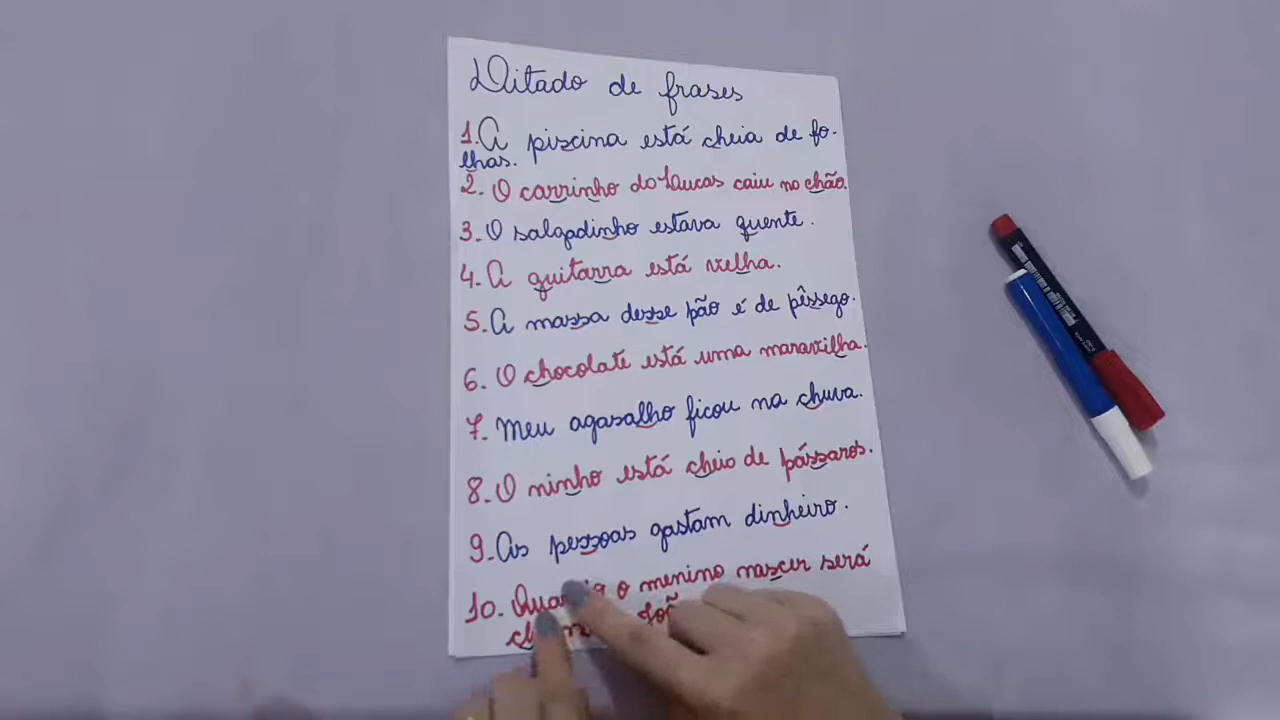 Ditado de frases
1. A piscina está cheia de fo-
lhas.
2. O carrinho do Lucas caiu no chão.
3. O salgadinho estava quente.
4. A guitarra está velha.
5. A massa desse pão é de pêssego.
6. O chocolate está uma maravilha.
7. Meu agasalho ficou na chuva.
8. O ninho está cheio de pássaros.
9. As pessoas gastam dinheiro.
10. o menino nascer será